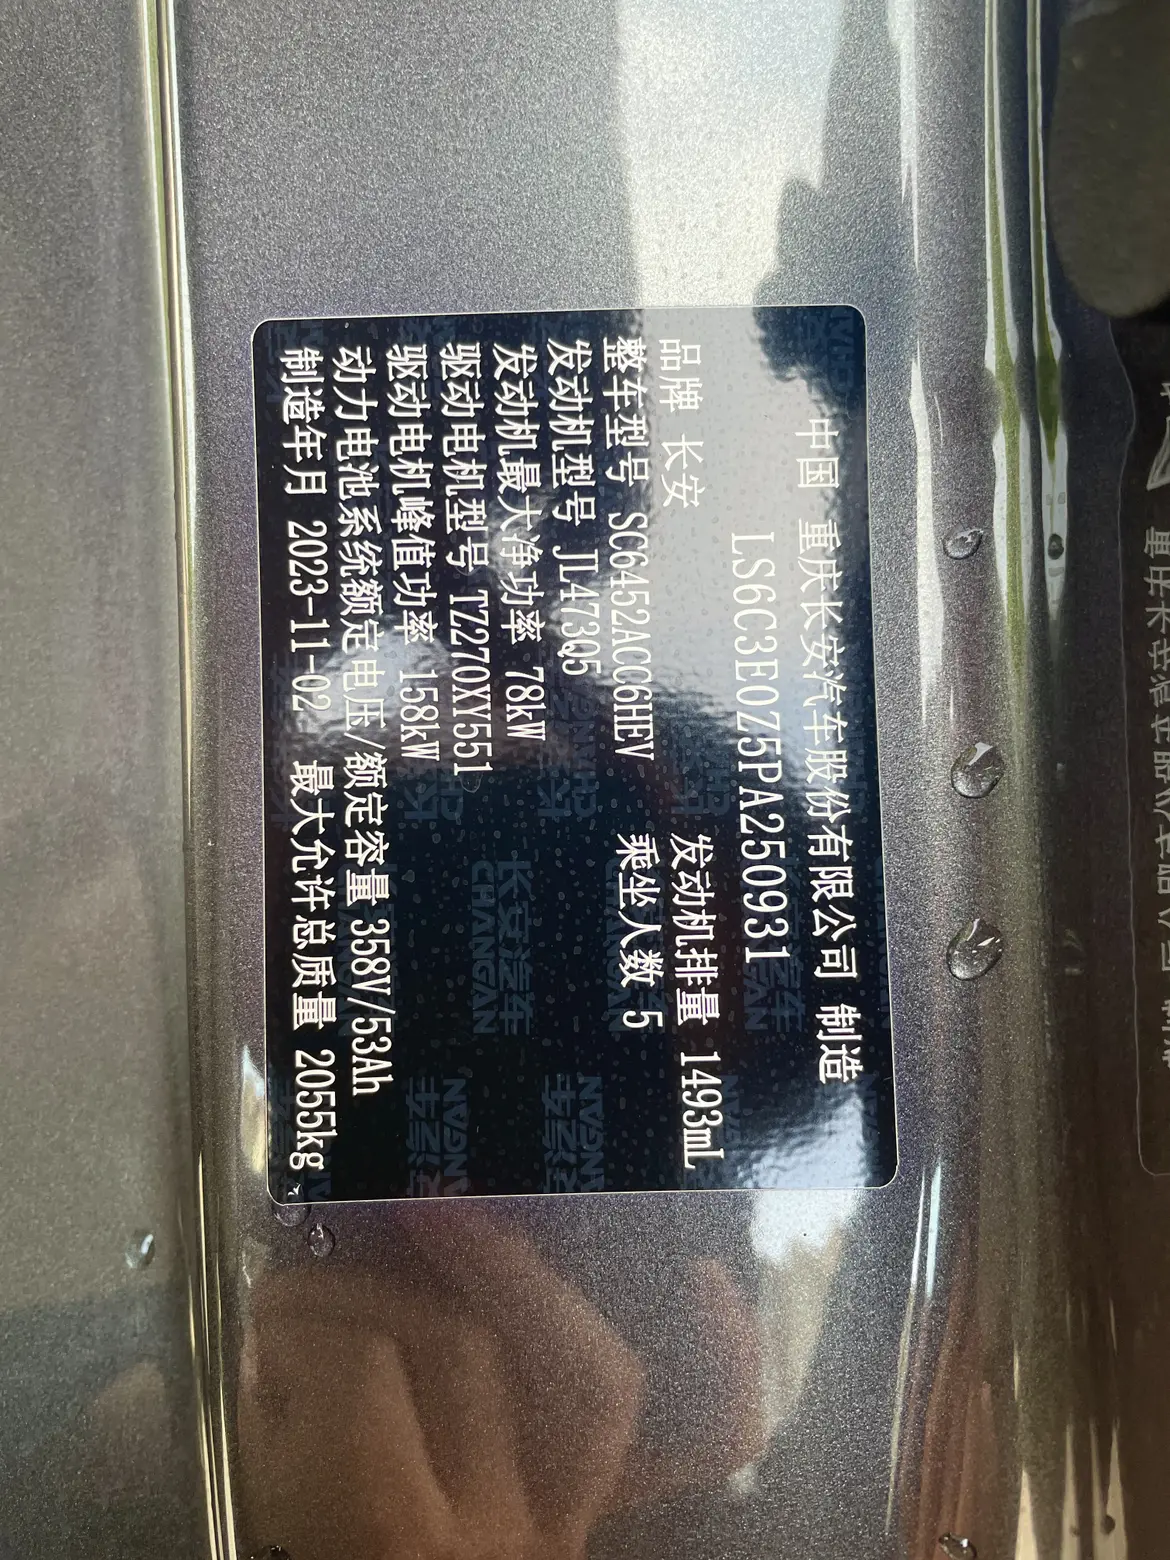 中国 重庆长安汽车股份有限公司 制造
LS6C3E0Z5PA250931
品牌 长安 发动机排量 1493mL
整车型号 SC6452ACC6HEV 乘坐人数 5
发动机型号 JL473Q5
发动机最大净功率 78kW
驱动电机型号 TZ270XY551
驱动电机峰值功率 158kW
动力电池系统额定电压/额定容量 358V/53Ah
制造年月 2023-11-02 最大允许总质量 2055kg
长安汽车
CHANGAN